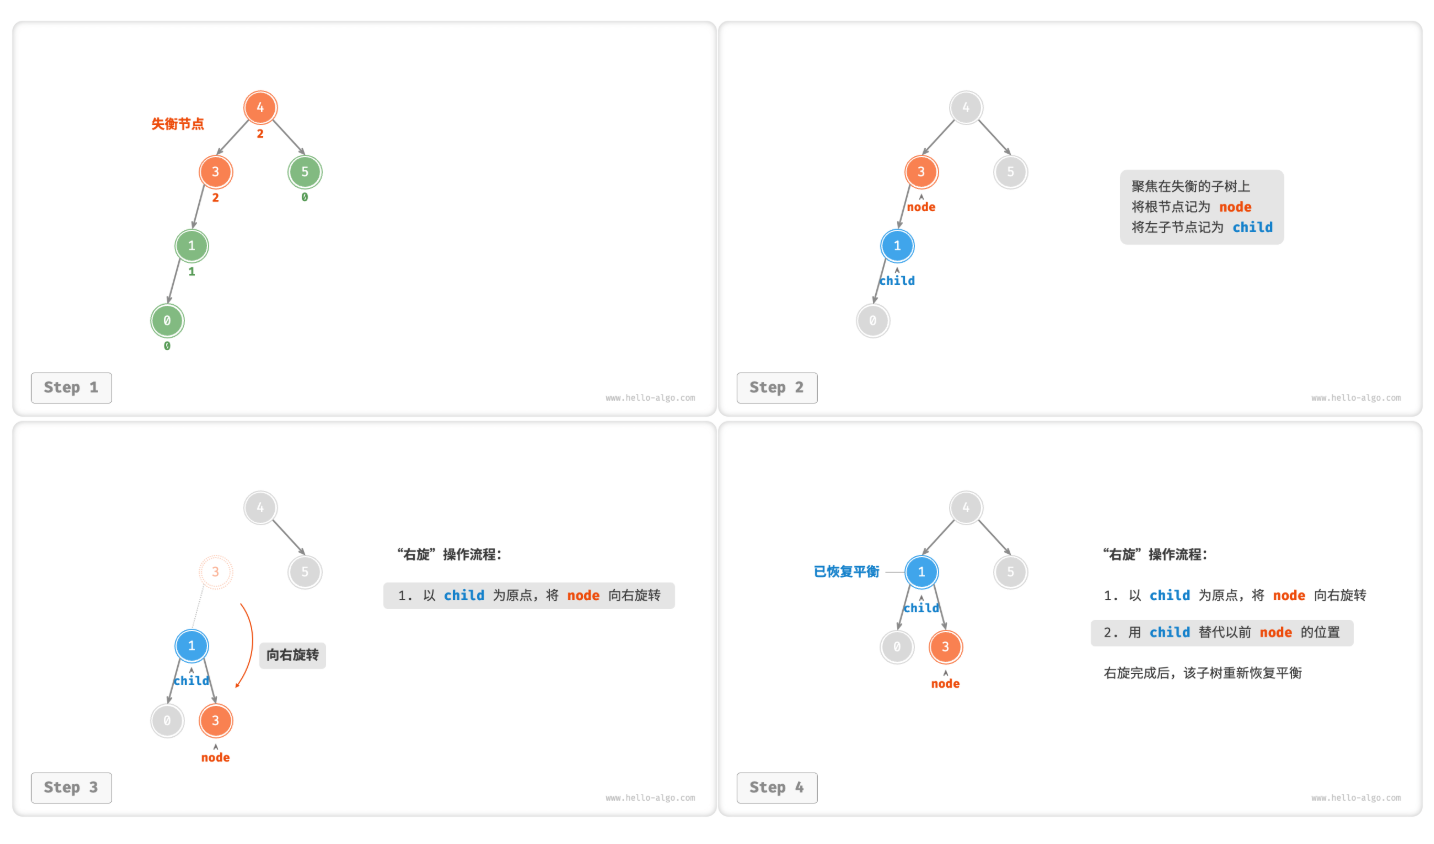 失衡节点
4
2
3
2
5
0
1
1
0
0
Step 1
www.hello-algo.com
4
3
node
5
1
child
0
聚焦在失衡的子树上
将根节点记为 node
将左子节点记为 child
Step 2
www.hello-algo.com
4
3
5
1
child
0
3
node
向右旋转
“右旋”操作流程：
1. 以 child 为原点，将 node 向右旋转
Step 3
www.hello-algo.com
4
已恢复平衡
1
child
5
0
3
node
“右旋”操作流程：
1. 以 child 为原点，将 node 向右旋转
2. 用 child 替代以前 node 的位置
右旋完成后，该子树重新恢复平衡
Step 4
www.hello-algo.com